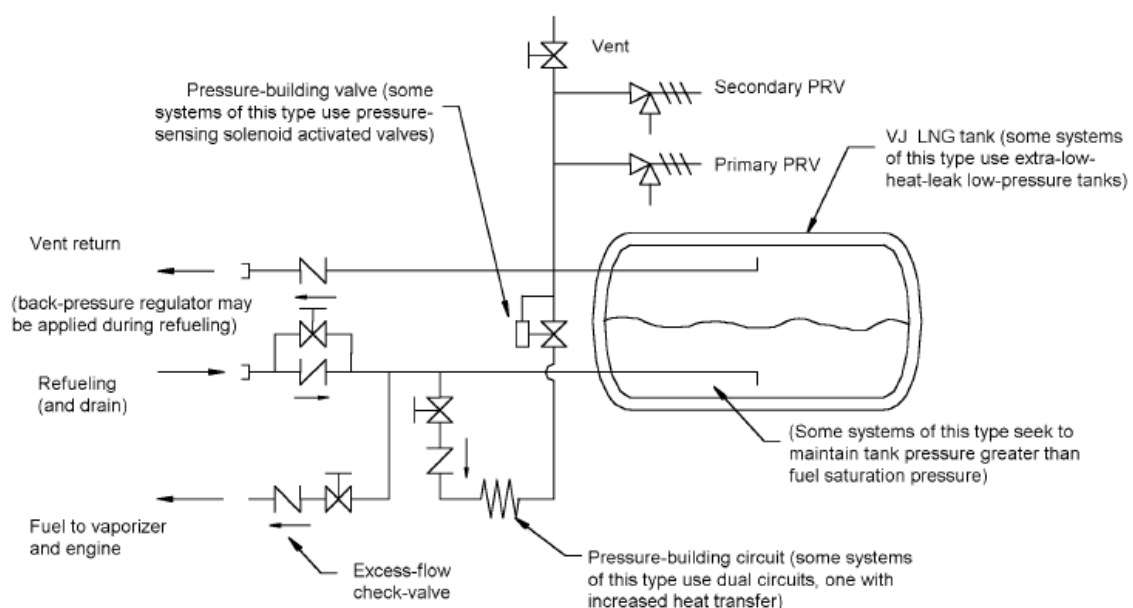 Vent
Pressure-building valve (some
systems of this type use pressure-
sensing solenoid activated valves)
Secondary PRV
Primary PRV
VJ LNG tank (some systems
of this type use extra-low-
heat-leak low-pressure tanks)
Vent return
(back-pressure regulator may
be applied during refueling)
Refueling
(and drain)
(Some systems of this type seek to
maintain tank pressure greater than
fuel saturation pressure)
Fuel to vaporizer
and engine
Excess-flow
check-valve
Pressure-building circuit (some systems
of this type use dual circuits, one with
increased heat transfer)